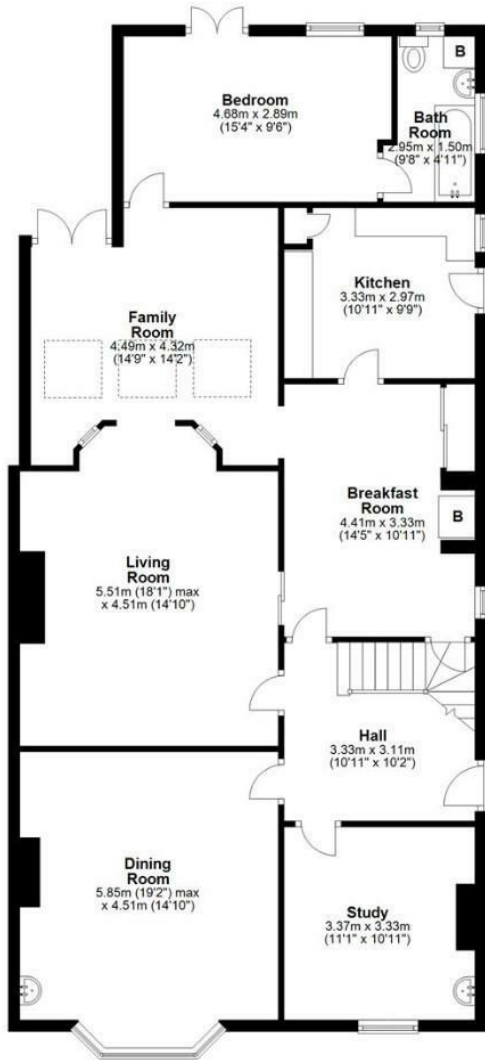 Bedroom
4.68m x 2.89m
(15'4" x 9'6")
B
Bath
Room
2.95m x 1.50m
(9'8" x 4'11")
Kitchen
3.33m x 2.97m
(10'11" x 9'9")
Family
Room
4.49m x 4.32m
(14'9" x 14'2")
Breakfast
Room
4.41m x 3.33m
(14'5" x 10'11")
B
Living
Room
5.51m (18'1") max
x 4.51m (14'10")
Hall
3.33m x 3.11m
(10'11" x 10'2")
Dining
Room
5.85m (19'2") max
x 4.51m (14'10")
Study
3.37m x 3.33m
(11'1" x 10'11")